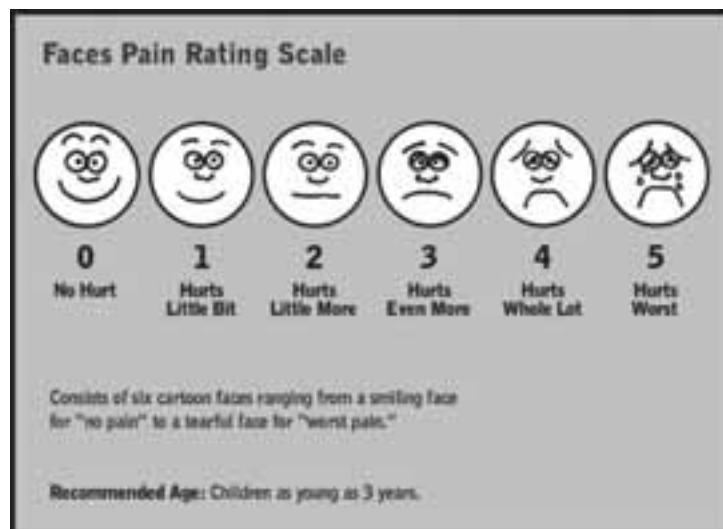 Faces Pain Rating Scale
0 1 2 3 4 5
No Hurt Hurts Little Bit Hurts Little More Hurts Even More Hurts Whole Lot Hurts Worst
Consists of six cartoon faces ranging from a smiling face
for "no pain" to a tearful face for "worst pain."
Recommended Age: Children as young as 3 years.